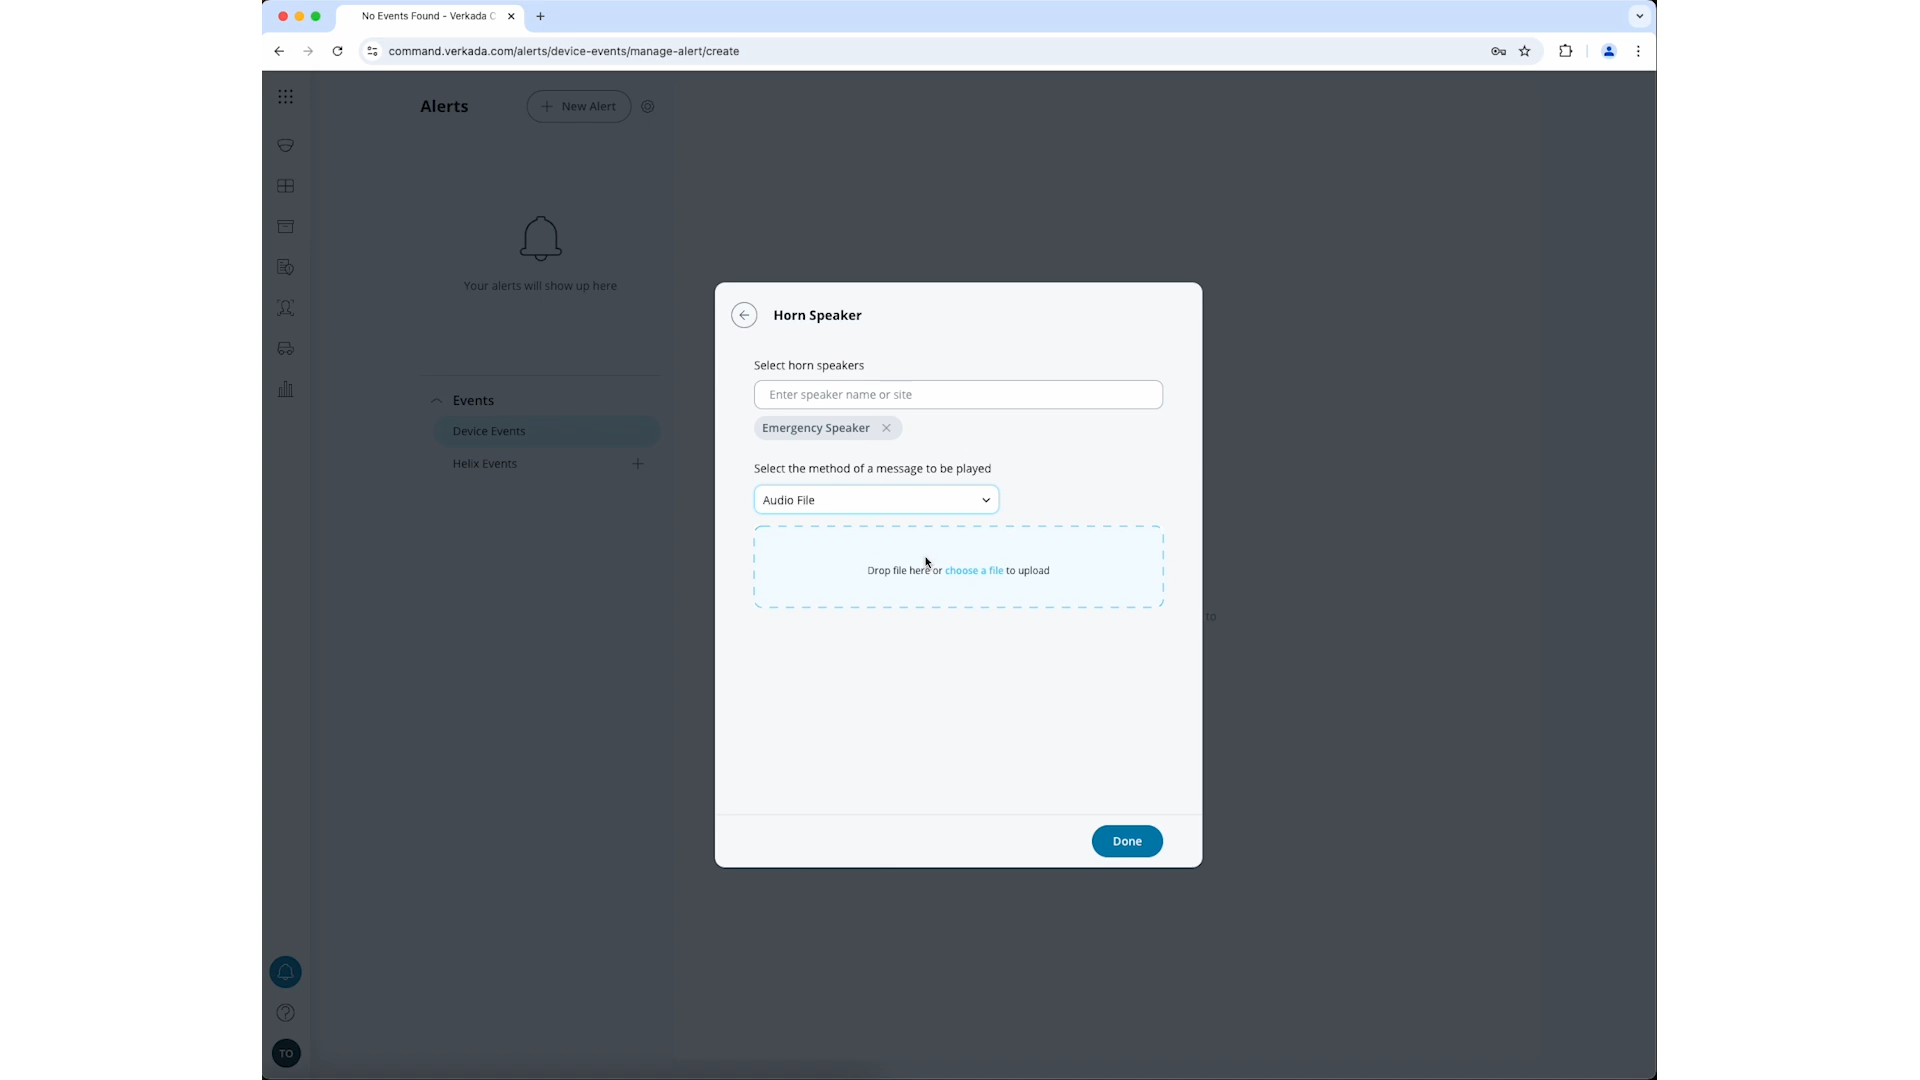 No Events Found - Verkada C
command.verkada.com/alerts/device-events/manage-alert/create
Alerts
New Alert
Your alerts will show up here
Events
Device Events
Helix Events
Horn Speaker
Select horn speakers
Enter speaker name or site
Emergency Speaker
Select the method of a message to be played
Audio File
Drop file here or choose a file to upload
to
Done
TO